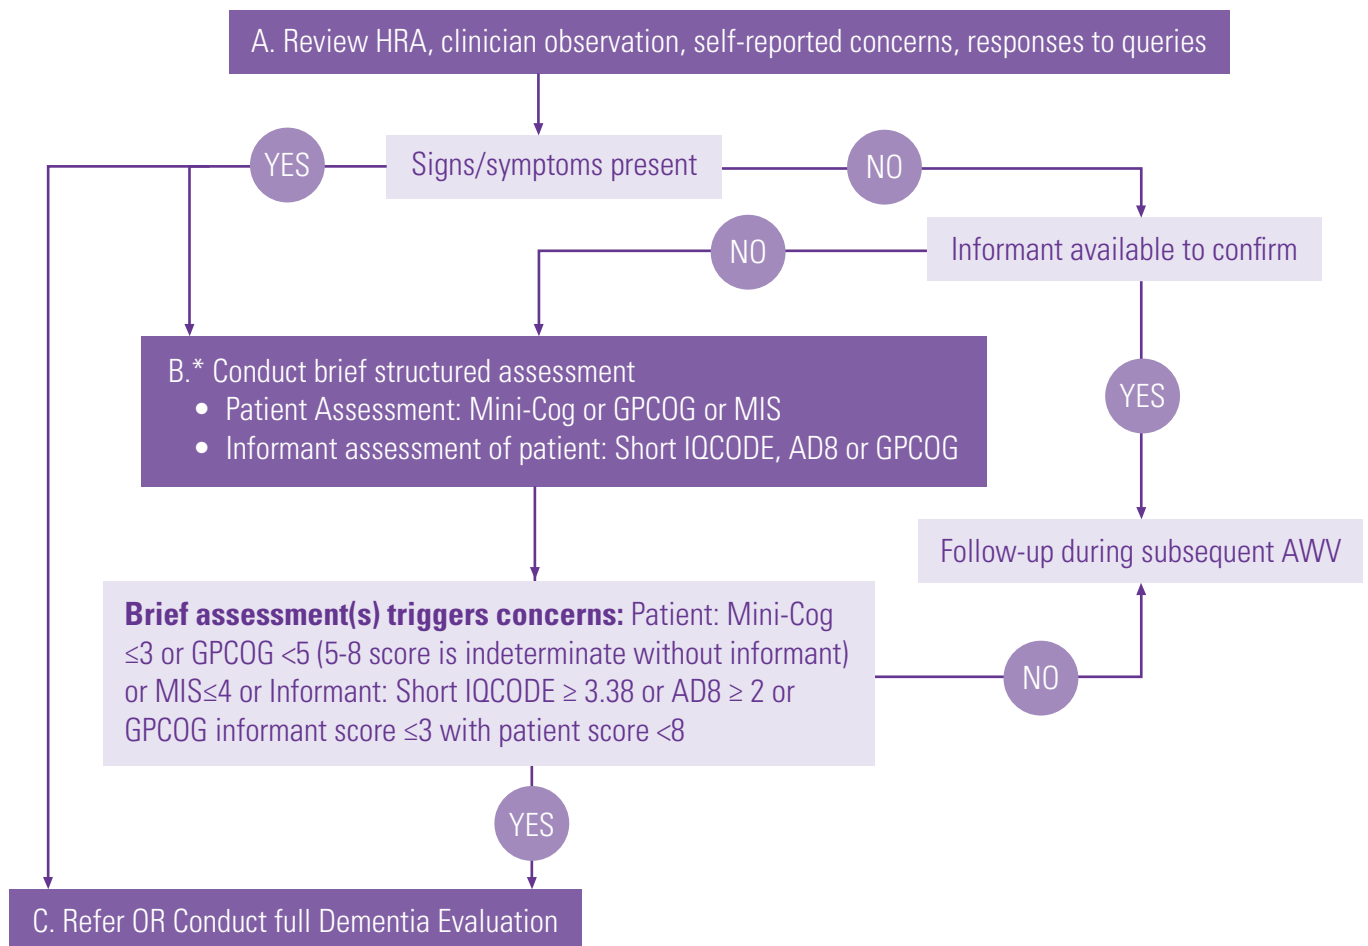 A. Review HRA, clinician observation, self-reported concerns, responses to queries
YES
Signs/symptoms present
NO
NO
Informant available to confirm
B.* Conduct brief structured assessment
• Patient Assessment: Mini-Cog or GPCOG or MIS
• Informant assessment of patient: Short IQCODE, AD8 or GPCOG
YES
Follow-up during subsequent AWV
Brief assessment(s) triggers concerns: Patient: Mini-Cog
≤3 or GPCOG <5 (5-8 score is indeterminate without informant)
or MIS≤4 or Informant: Short IQCODE ≥ 3.38 or AD8 ≥ 2 or
GPCOG informant score ≤3 with patient score <8
NO
YES
C. Refer OR Conduct full Dementia Evaluation